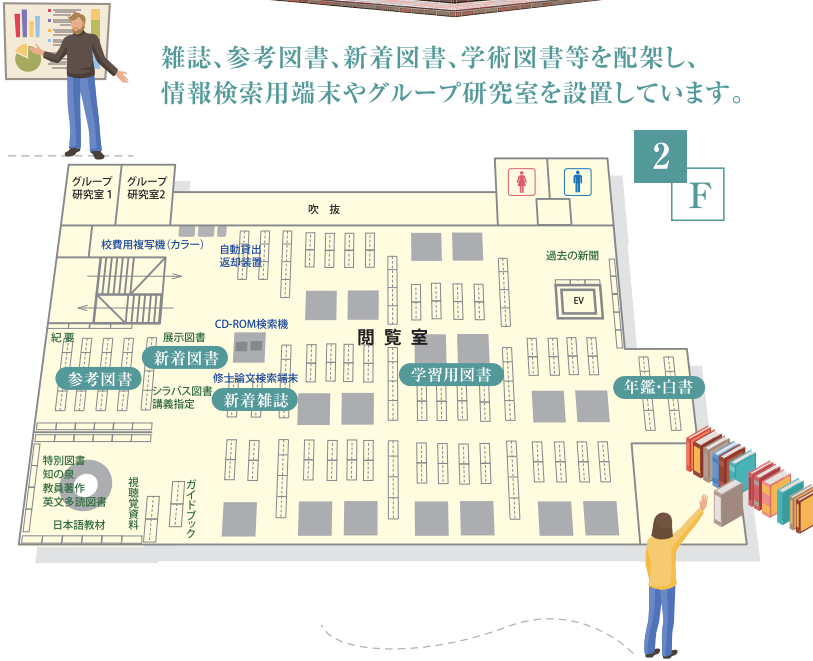 雑誌、参考図書、新着図書、学術図書等を配架し、
情報検索用端末やグループ研究室を設置しています。
2
F
グループ
研究室1
グループ
研究室2
吹 抜
校費用複写機(カラー)
自動貸出
返却装置
過去の新聞
EV
CD-ROM検索機
閲 覧 室
紀要
展示図書
新着図書
参考図書
修士論文検索端末
学習用図書
年鑑・白書
シラバス図書
講義指定
新着雑誌
特別図書
知の泉
教員著作
英文多読図書
日本語教材
視聴覚資料
ガイドブック